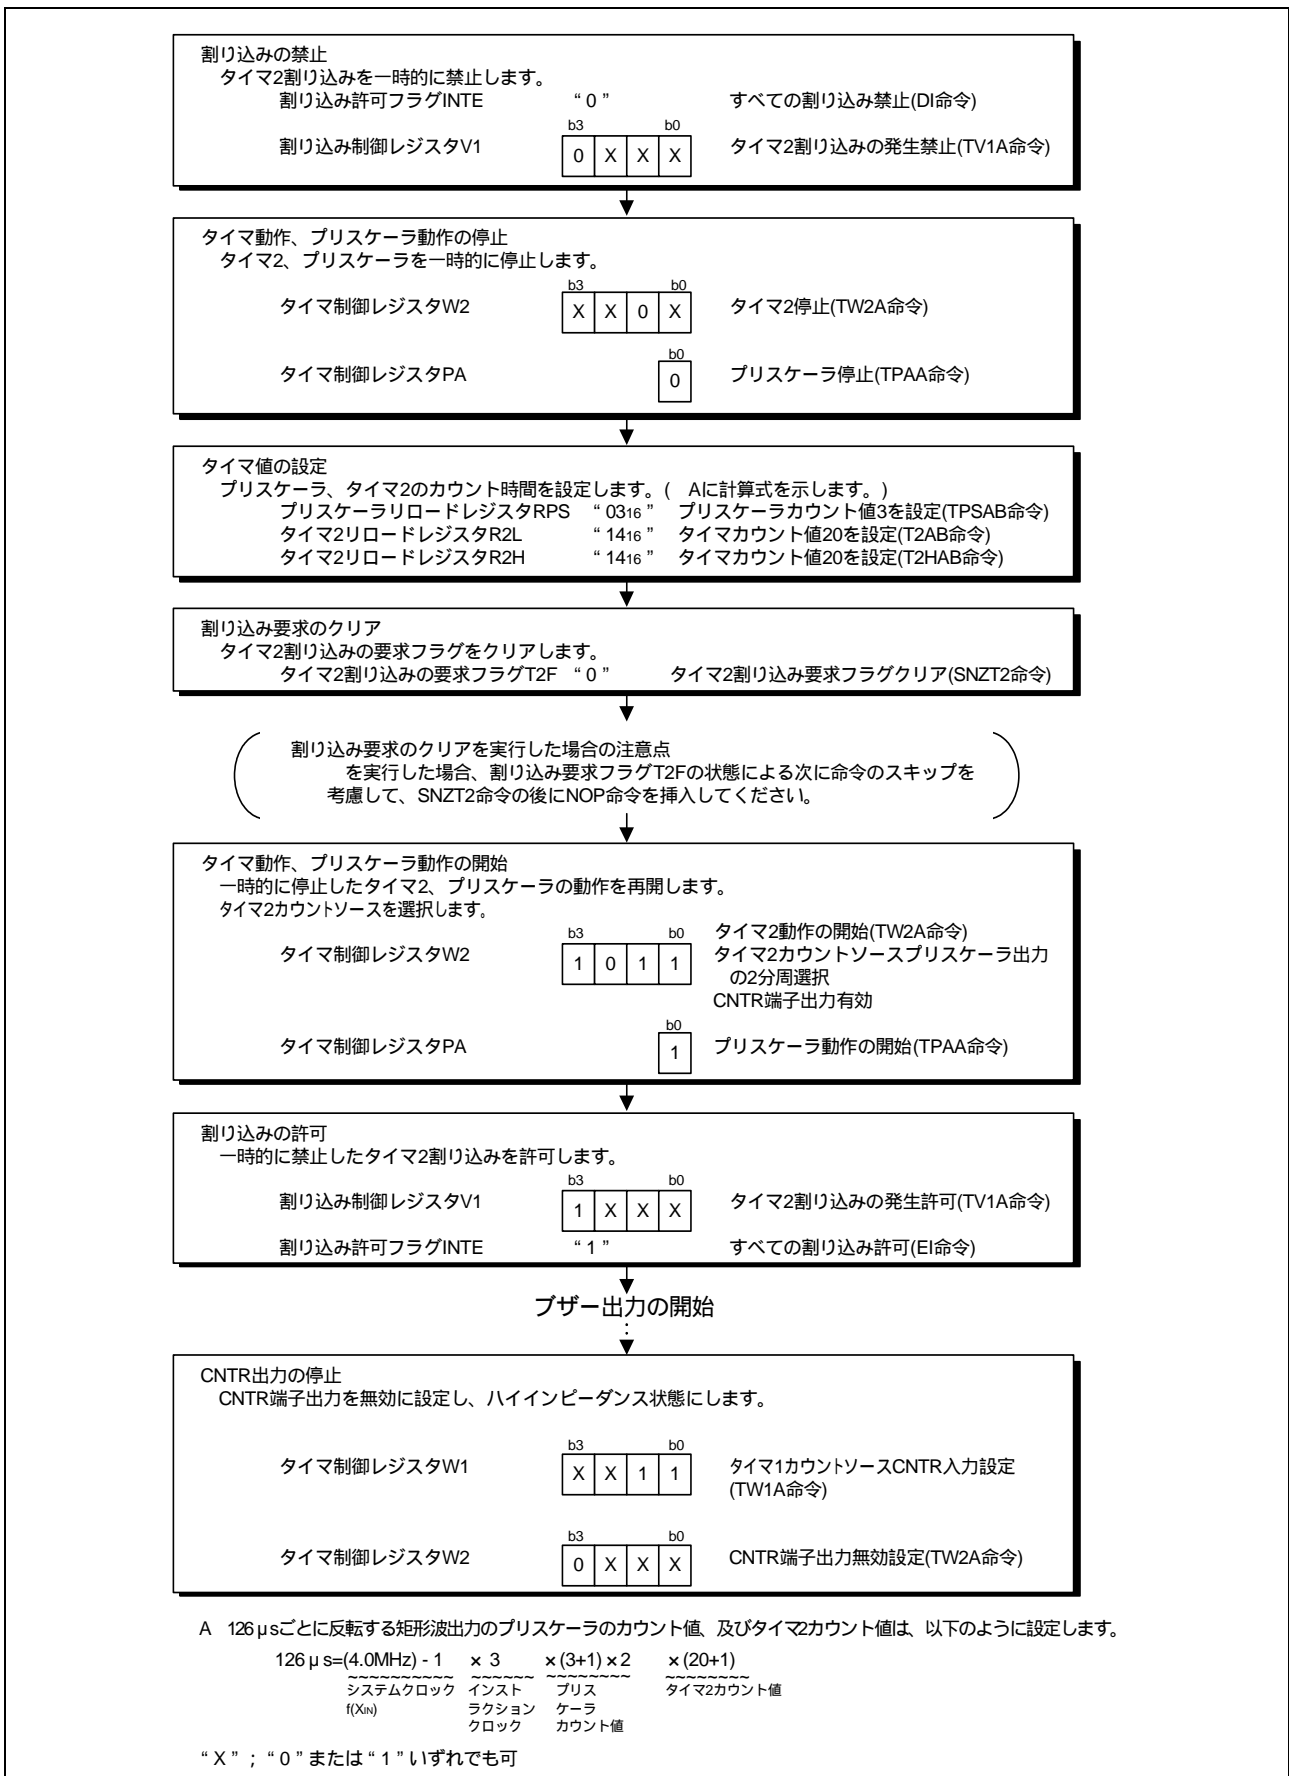 割り込みの禁止
タイマ2割り込みを一時的に禁止します。
割り込み許可フラグINTE “ 0 ” すべての割り込み禁止(DI命令)
b3 b0
割り込み制御レジスタV1 0 X X X タイマ2割り込みの発生禁止(TV1A命令)
タイマ動作、プリスケーラ動作の停止
タイマ2、プリスケーラを一時的に停止します。
b3 b0
タイマ制御レジスタW2 X X 0 X タイマ2停止(TW2A命令)
b0
タイマ制御レジスタPA 0 プリスケーラ停止(TPAA命令)
タイマ値の設定
プリスケーラ、タイマ2のカウント時間を設定します。( Aに計算式を示します。)
プリスケーラリロードレジスタRPS “ 0316 ” プリスケーラカウント値3を設定(TPSAB命令)
タイマ2リロードレジスタR2L “ 1416 ” タイマカウント値20を設定(T2AB命令)
タイマ2リロードレジスタR2H “ 1416 ” タイマカウント値20を設定(T2HAB命令)
割り込み要求のクリア
タイマ2割り込みの要求フラグをクリアします。
タイマ2割り込みの要求フラグT2F “ 0 ” タイマ2割り込み要求フラグクリア(SNZT2命令)
割り込み要求のクリアを実行した場合の注意点
を実行した場合、割り込み要求フラグT2Fの状態による次に命令のスキップを
考慮して、SNZT2命令の後にNOP命令を挿入してください。
タイマ動作、プリスケーラ動作の開始
一時的に停止したタイマ2、プリスケーラの動作を再開します。
タイマ2カウントソースを選択します。
b3 b0 タイマ2動作の開始(TW2A命令)
タイマ制御レジスタW2 1 0 1 1 タイマ2カウントソースプリスケーラ出力
の2分周選択
CNTR端子出力有効
b0
タイマ制御レジスタPA 1 プリスケーラ動作の開始(TPAA命令)
割り込みの許可
一時的に禁止したタイマ2割り込みを許可します。
b3 b0
割り込み制御レジスタV1 1 X X X タイマ2割り込みの発生許可(TV1A命令)
割り込み許可フラグINTE “ 1 ” すべての割り込み許可(EI命令)
ブザー出力の開始
CNTR出力の停止
CNTR端子出力を無効に設定し、ハイインピーダンス状態にします。
b3 b0
タイマ制御レジスタW1 X X 1 1 タイマ1カウントソースCNTR入力設定
(TW1A命令)
b3 b0
タイマ制御レジスタW2 0 X X X CNTR端子出力無効設定(TW2A命令)
A 126μsごとに反転する矩形波出力のプリスケーラのカウント値、及びタイマ2カウント値は、以下のように設定します。
126μs=(4.0MHz) - 1 × 3 ×(3+1)×2 ×(20+1)
システムクロック インスト プリス タイマ2カウント値
f(XIN) ラクション ケーラ
クロック カウント値
“ X ” ; “ 0 ” または “ 1 ” いずれでも可